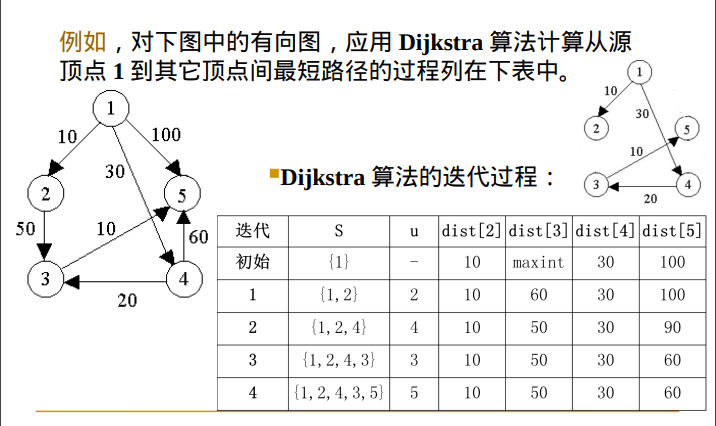 例如，对下图中的有向图，应用 Dijkstra 算法计算从源
顶点 1 到其它顶点间最短路径的过程列在下表中。
1
10
100
30
2
5
50
10
60
3
4
20
1
10
30
2
5
10
3
4
20
Dijkstra 算法的迭代过程：
迭代 S u dist[2] dist[3] dist[4] dist[5]
初始 {1} - 10 maxint 30 100
1 {1,2} 2 10 60 30 100
2 {1,2,4} 4 10 50 30 90
3 {1,2,4,3} 3 10 50 30 60
4 {1,2,4,3,5} 5 10 50 30 60